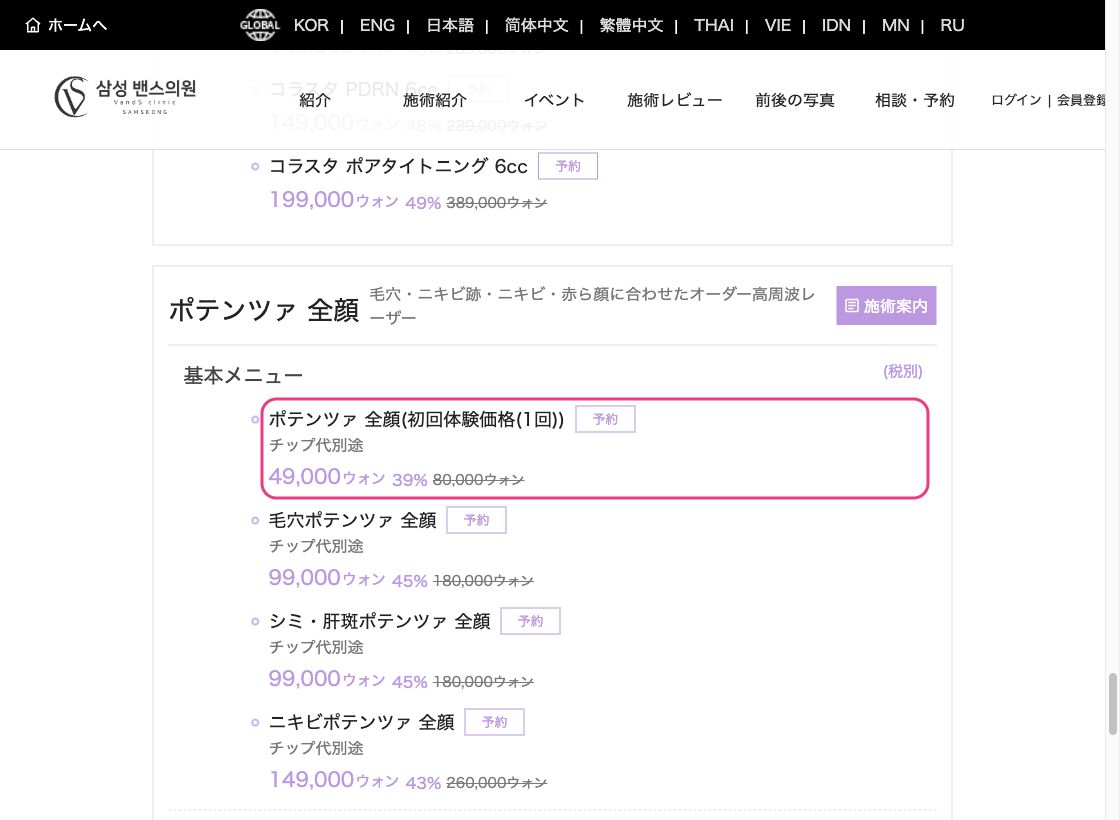 ホームへ
GLOBAL KOR | ENG | 日本語 | 简体中文 | 繁體中文 | THAI | VIE | IDN | MN | RU
삼성 밴스의원
VandS clinic
SAMSEONG
紹介 施術紹介 イベント 施術レビュー 前後の写真 相談・予約 ログイン | 会員登録
コラスタ PDRN 6cc 予約
149,000ウォン 48% 289,000ウォン
コラスタ ポアタイトニング 6cc 予約
199,000ウォン 49% 389,000ウォン
ポテンツァ 全顔
毛穴・ニキビ跡・ニキビ・赤ら顔に合わせたオーダー高周波レ
ーザー
施術案内
基本メニュー
(税別)
ポテンツァ 全顔(初回体験価格(1回)) 予約
チップ代別途
49,000ウォン 39% 80,000ウォン
毛穴ポテンツァ 全顔 予約
チップ代別途
99,000ウォン 45% 180,000ウォン
シミ・肝斑ポテンツァ 全顔 予約
チップ代別途
99,000ウォン 45% 180,000ウォン
ニキビポテンツァ 全顔 予約
チップ代別途
149,000ウォン 43% 260,000ウォン